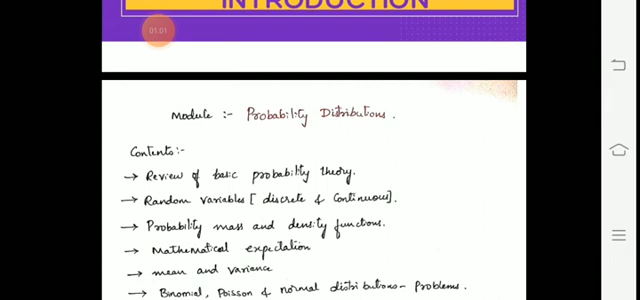 INTRODUCTION
01:01
Module :- Probability Distributions.
Contents:-
→ Review of basic probability theory.
→ Random Variables [discrete & Continuous].
→ Probability mass and density functions.
→ Mathematical expectation
→ mean and variance
→ Binomial, Poisson & normal distributions - Problems.